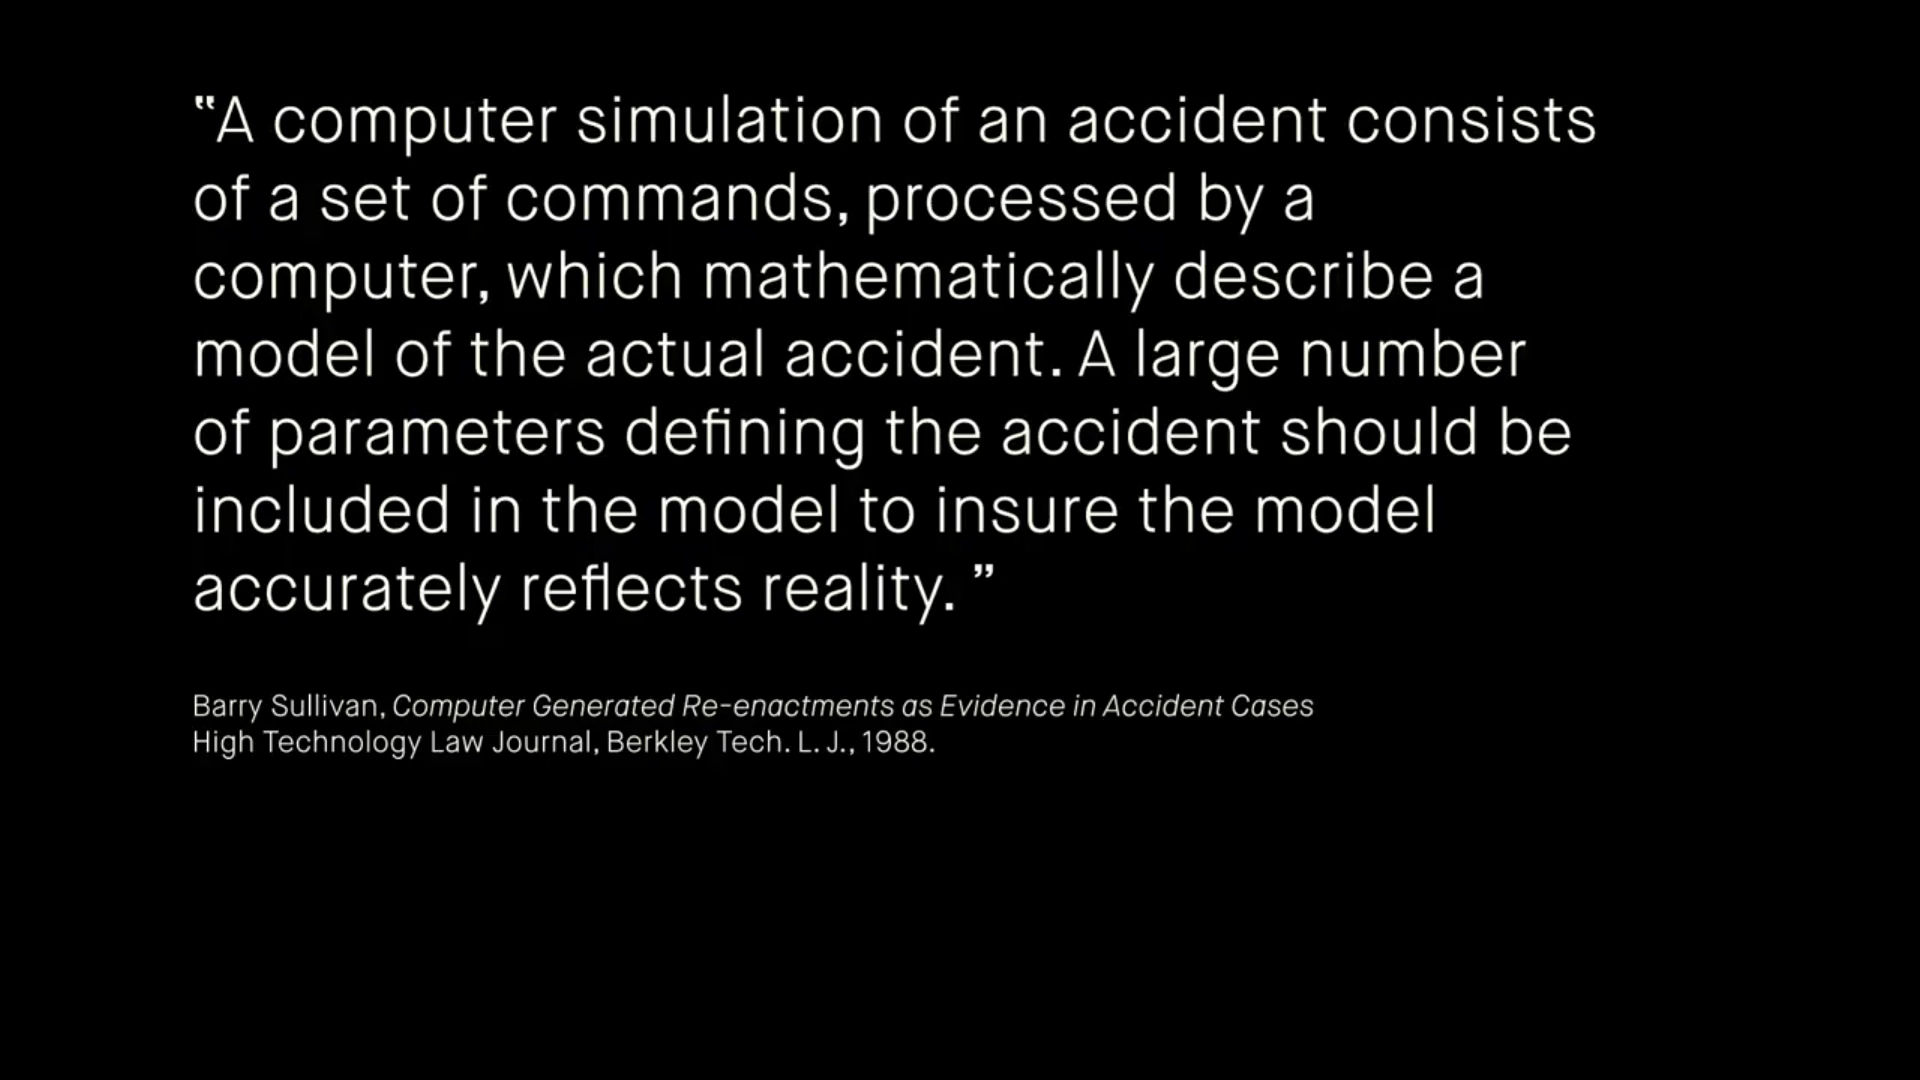 “A computer simulation of an accident consists
of a set of commands, processed by a
computer, which mathematically describe a
model of the actual accident. A large number
of parameters defining the accident should be
included in the model to insure the model
accurately reflects reality. ”
Barry Sullivan, Computer Generated Re-enactments as Evidence in Accident Cases
High Technology Law Journal, Berkley Tech. L. J., 1988.